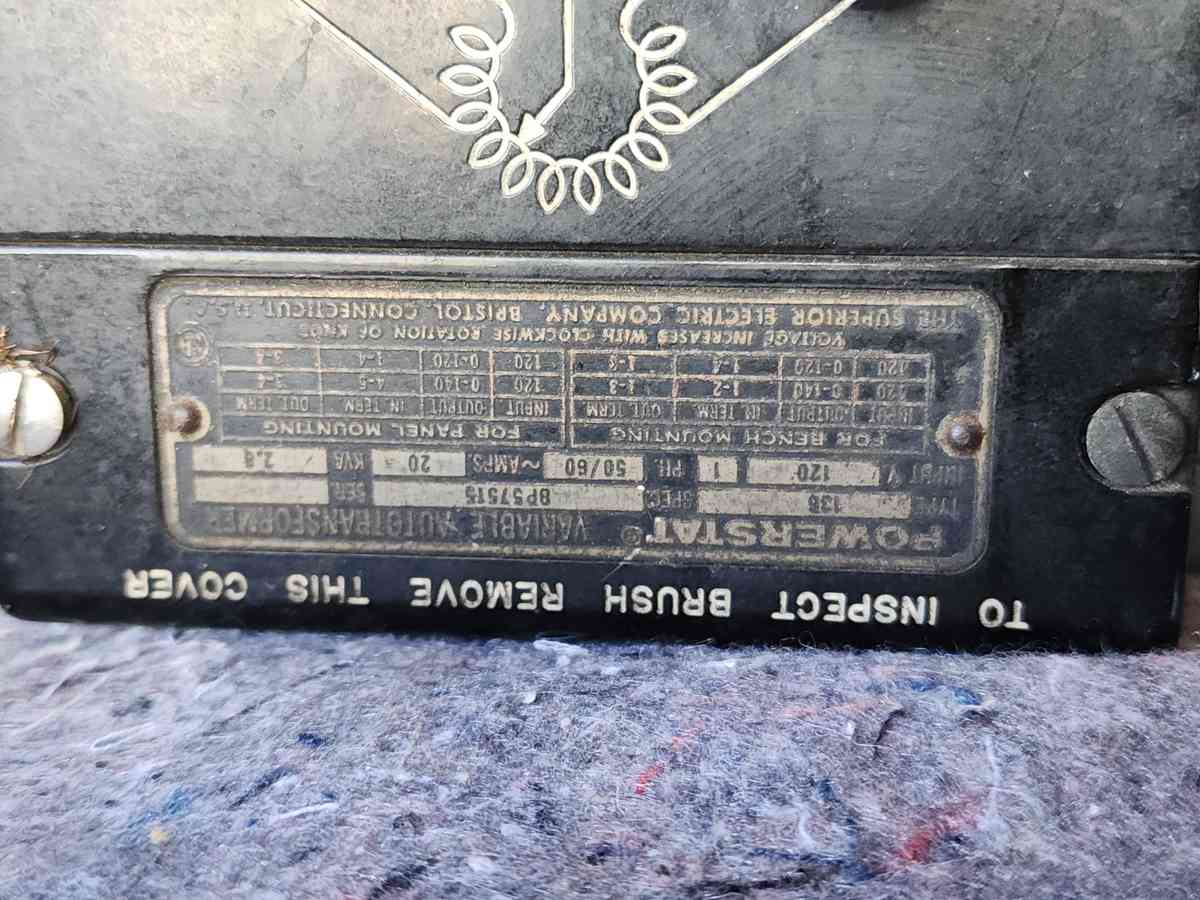 TO INSPECT BRUSH REMOVE THIS COVER
POWERSTAT® VARIABLE AUTOTRANSFORMER
TYPE 136 SPEC. BP57515 SER.
INPUT V. 120 PH. 1 50/60 ~ AMPS. 20 KVA 2.8
FOR BENCH MOUNTING FOR PANEL MOUNTING
INPUT OUTPUT IN TERM. OUT. TERM. INPUT OUTPUT IN TERM. OUT. TERM
120 0-140 1-2 1-3 120 0-140 4-5 3-4
120 0-120 1-4 1-3 120 0-120 1-4 3-4
VOLTAGE INCREASES WITH CLOCKWISE ROTATION OF KNOB
THE SUPERIOR ELECTRIC COMPANY, BRISTOL, CONNECTICUT, U.S.